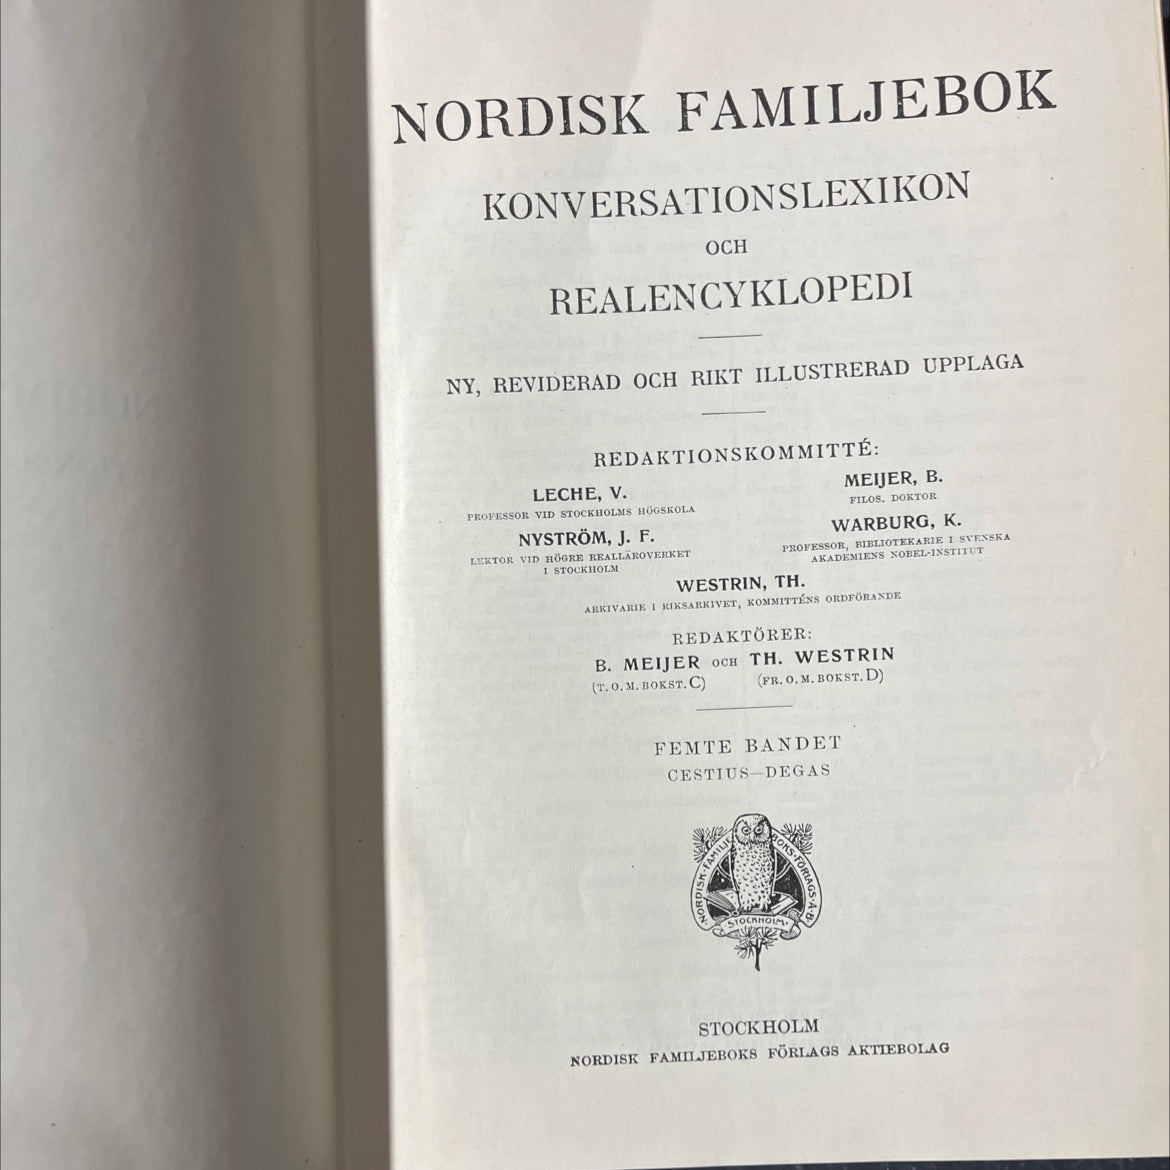 NORDISK FAMILJEBOK
KONVERSATIONSLEXIKON
OCH
REALENCYKLOPEDI
NY, REVIDERAD OCH RIKT ILLUSTRERAD UPPLAGA
REDAKTIONSKOMMITTÉ:
LECHE, V.
PROFESSOR VID STOCKHOLMS HÖGSKOLA
MEIJER, B.
FILOS. DOKTOR
NYSTRÖM, J. F.
LEKTOR VID HÖGRE REALLÄROVERKET
I STOCKHOLM
WARBURG, K.
PROFESSOR, BIBLIOTEKARIE I SVENSKA
AKADEMIENS NOBEL-INSTITUT
WESTRIN, TH.
ARKIVARIE I RIKSARKIVET, KOMMITTÉNS ORDFÖRANDE
REDAKTÖRER:
B. MEIJER OCH TH. WESTRIN
(T. O. M. BOKST. C) (FR. O. M. BOKST. D)
FEMTE BANDET
CESTIUS—DEGAS
NORDISK·FAMILJEBOKS·FÖRLAGS·A·B·
·STOCKHOLM·
STOCKHOLM
NORDISK FAMILJEBOKS FÖRLAGS AKTIEBOLAG